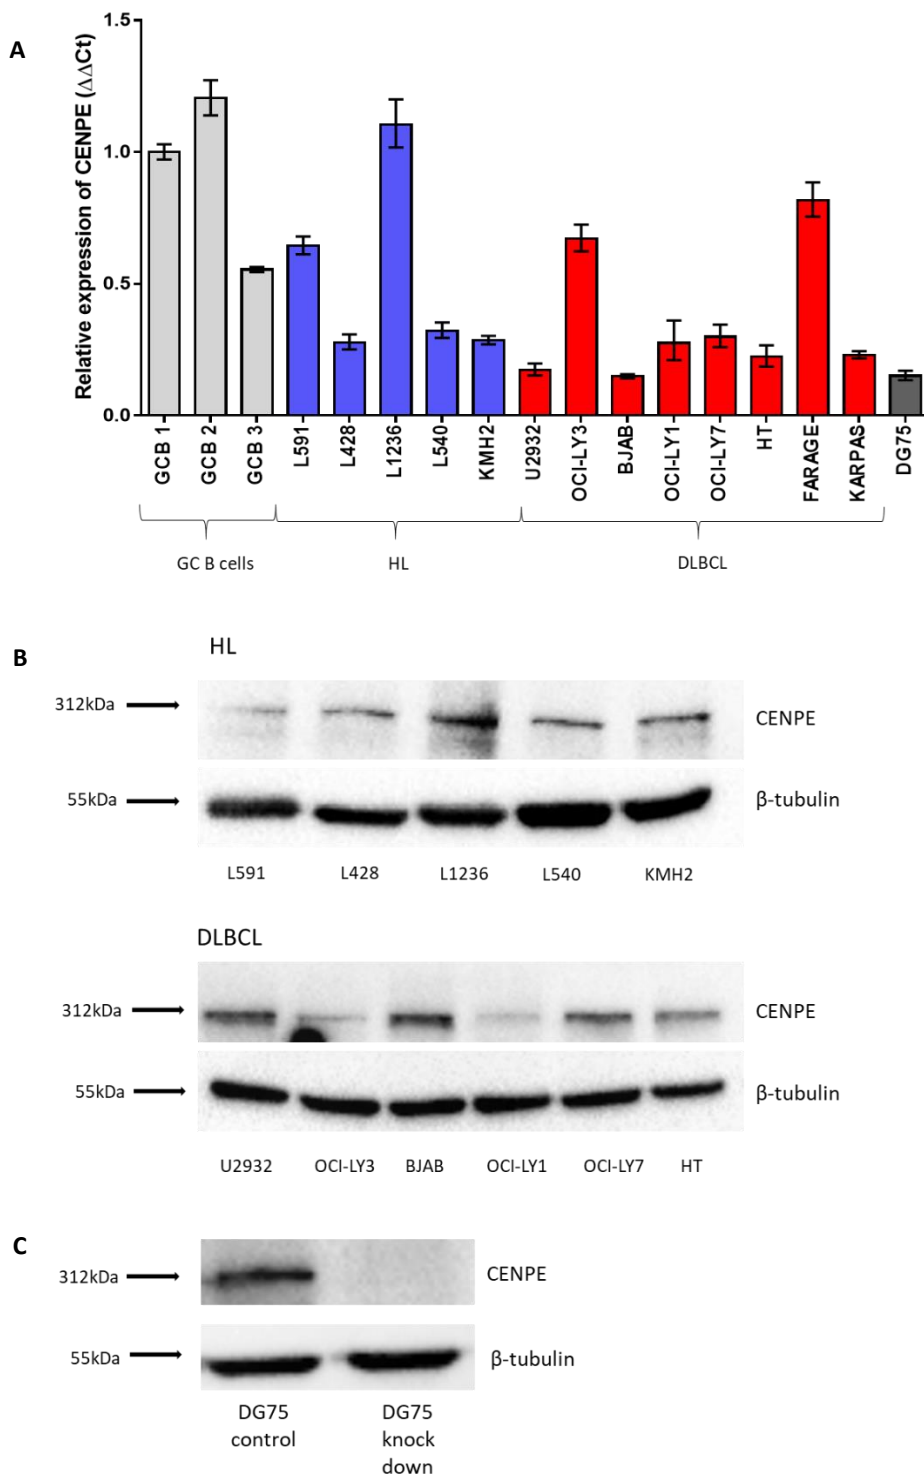 A
Relative expression of CENPE (ΔΔCt)
1.5
1.0
0.5
0.0
GCB 1
GCB 2
GCB 3
L591
L428
L1236
L540
KMH2
U2932
OCI-LY3
BJAB
OCI-LY1
OCI-LY7
HT
FARAGE
KARPAS
DG75
GC B cells HL DLBCL
B
HL
312kDa CENPE
55kDa β-tubulin
L591 L428 L1236 L540 KMH2
DLBCL
312kDa CENPE
55kDa β-tubulin
U2932 OCI-LY3 BJAB OCI-LY1 OCI-LY7 HT
C
312kDa CENPE
55kDa β-tubulin
DG75 DG75
control knock
down